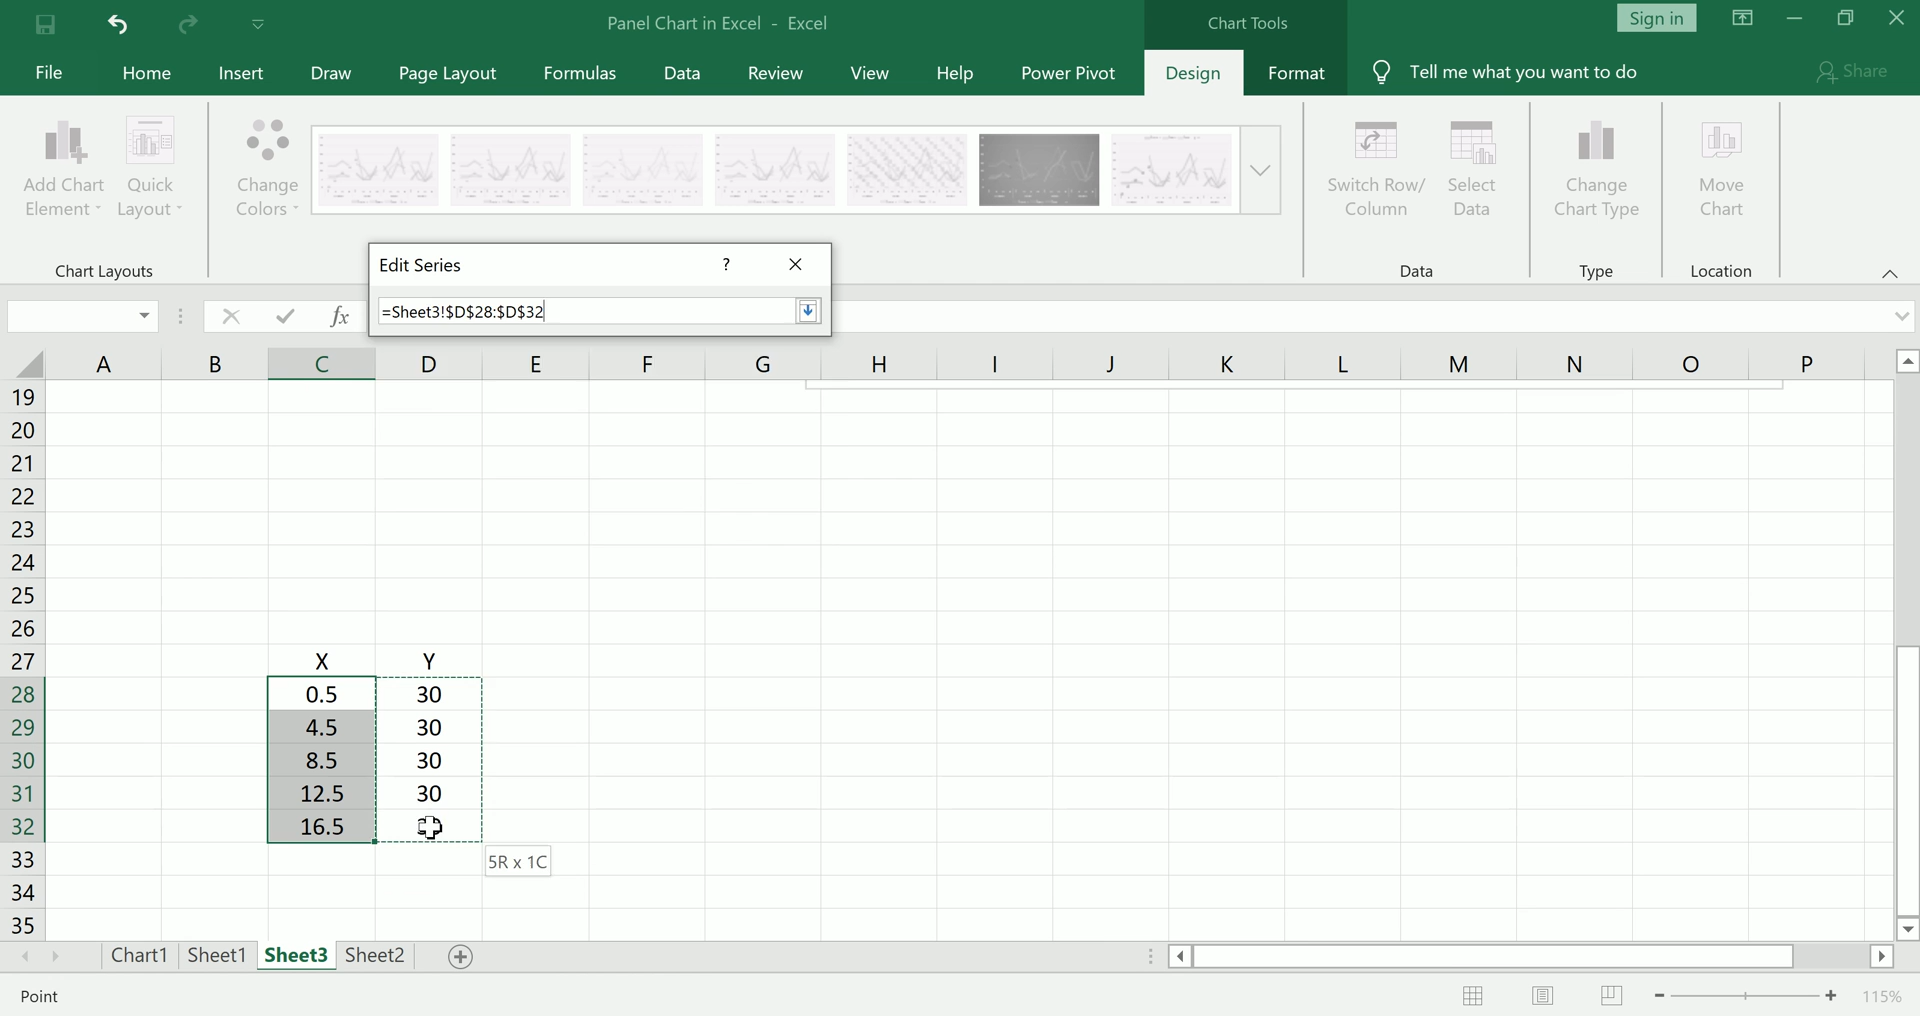 Panel Chart in Excel - Excel
Chart Tools
Sign in
File Home Insert Draw Page Layout Formulas Data Review View Help Power Pivot Design Format Tell me what you want to do Share
Add Chart Element
Quick Layout
Change Colors
Switch Row/ Column
Select Data
Change Chart Type
Move Chart
Chart Layouts
Data
Type
Location
Edit Series ?
=Sheet3!$D$28:$D$32
fx
A B C D E F G H I J K L M N O P
19
20
21
22
23
24
25
26
27 X Y
28 0.5 30
29 4.5 30
30 8.5 30
31 12.5 30
32 16.5
33 5R x 1C
34
35
Chart1 Sheet1 Sheet3 Sheet2
Point 115%